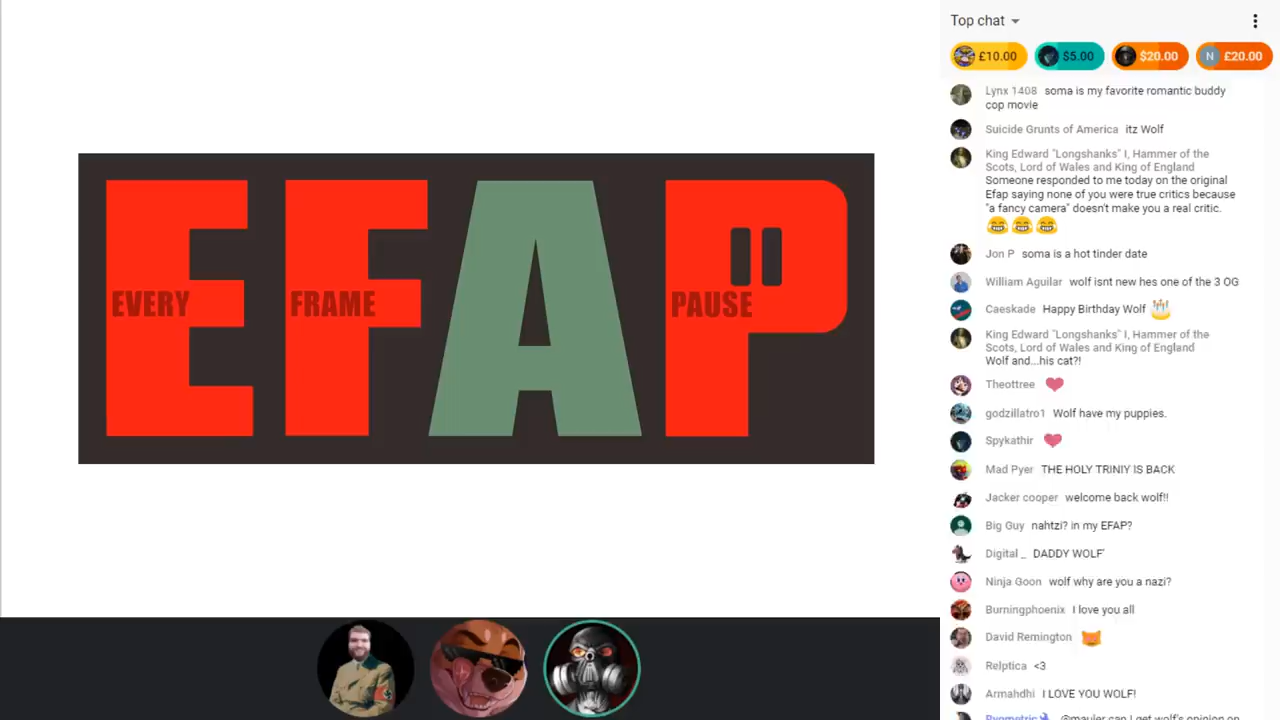 EVERY FRAME PAUSE
EFAP
Top chat
£10.00 $5.00 $20.00 N £20.00
Lynx 1408 soma is my favorite romantic buddy
cop movie
Suicide Grunts of America itz Wolf
King Edward "Longshanks" I, Hammer of the
Scots, Lord of Wales and King of England
Someone responded to me today on the original
Efap saying none of you were true critics because
"a fancy camera" doesn't make you a real critic.
Jon P soma is a hot tinder date
William Aguilar wolf isnt new hes one of the 3 OG
Caeskade Happy Birthday Wolf
King Edward "Longshanks" I, Hammer of the
Scots, Lord of Wales and King of England
Wolf and...his cat?!
Theottree
godzillatro1 Wolf have my puppies.
Spykathir
Mad Pyer THE HOLY TRINIY IS BACK
Jacker cooper welcome back wolf!!
Big Guy nahtzi? in my EFAP?
Digital _ DADDY WOLF'
Ninja Goon wolf why are you a nazi?
Burningphoenix I love you all
David Remington
Relptica <3
Armahdhi I LOVE YOU WOLF!
@mauler can I get wolf's opinion on